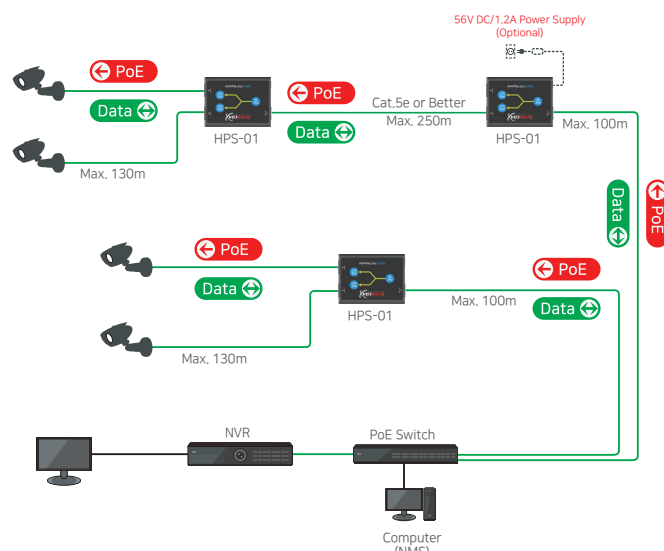 56V DC/1.2A Power Supply
(Optional)
PoE
Data
PoE
Data
Cat.5e or Better
Max. 250m
HPS-01
HPS-01
Max. 100m
Max. 130m
Data
PoE
PoE
Data
PoE
Data
Max. 100m
HPS-01
Max. 130m
NVR
PoE Switch
Computer
(NMS)